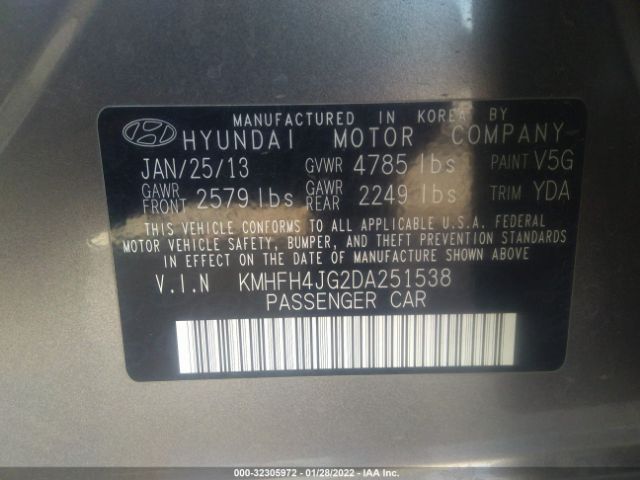 MANUFACTURED IN KOREA BY
HYUNDAI MOTOR COMPANY
JAN/25/13 GVWR 4785 lbs PAINT V5G
GAWR FRONT 2579 lbs GAWR REAR 2249 lbs TRIM YDA
THIS VEHICLE CONFORMS TO ALL APPLICABLE U.S.A. FEDERAL
MOTOR VEHICLE SAFETY, BUMPER, AND THEFT PREVENTION STANDARDS
IN EFFECT ON THE DATE OF MANUFACTURE SHOWN ABOVE
V.I.N KMHFH4JG2DA251538
PASSENGER CAR
000-32305972 - 01/28/2022 - IAA Inc.